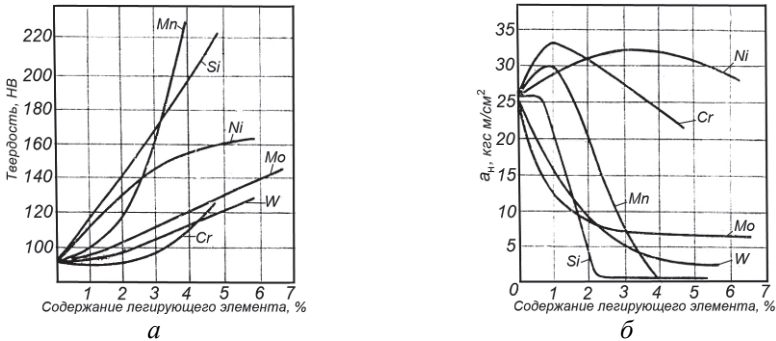 Твердость, НВ
220
200
180
160
140
120
100
Mn
Si
Ni
Mo
W
Cr
1 2 3 4 5 6 7
Содержание легирующего элемента, %
а
aн, кгс м/см²
35
30
25
20
15
10
5
Ni
Cr
Mn
Mo
W
Si
0 1 2 3 4 5 6 7
Содержание легирующего элемента, %
б